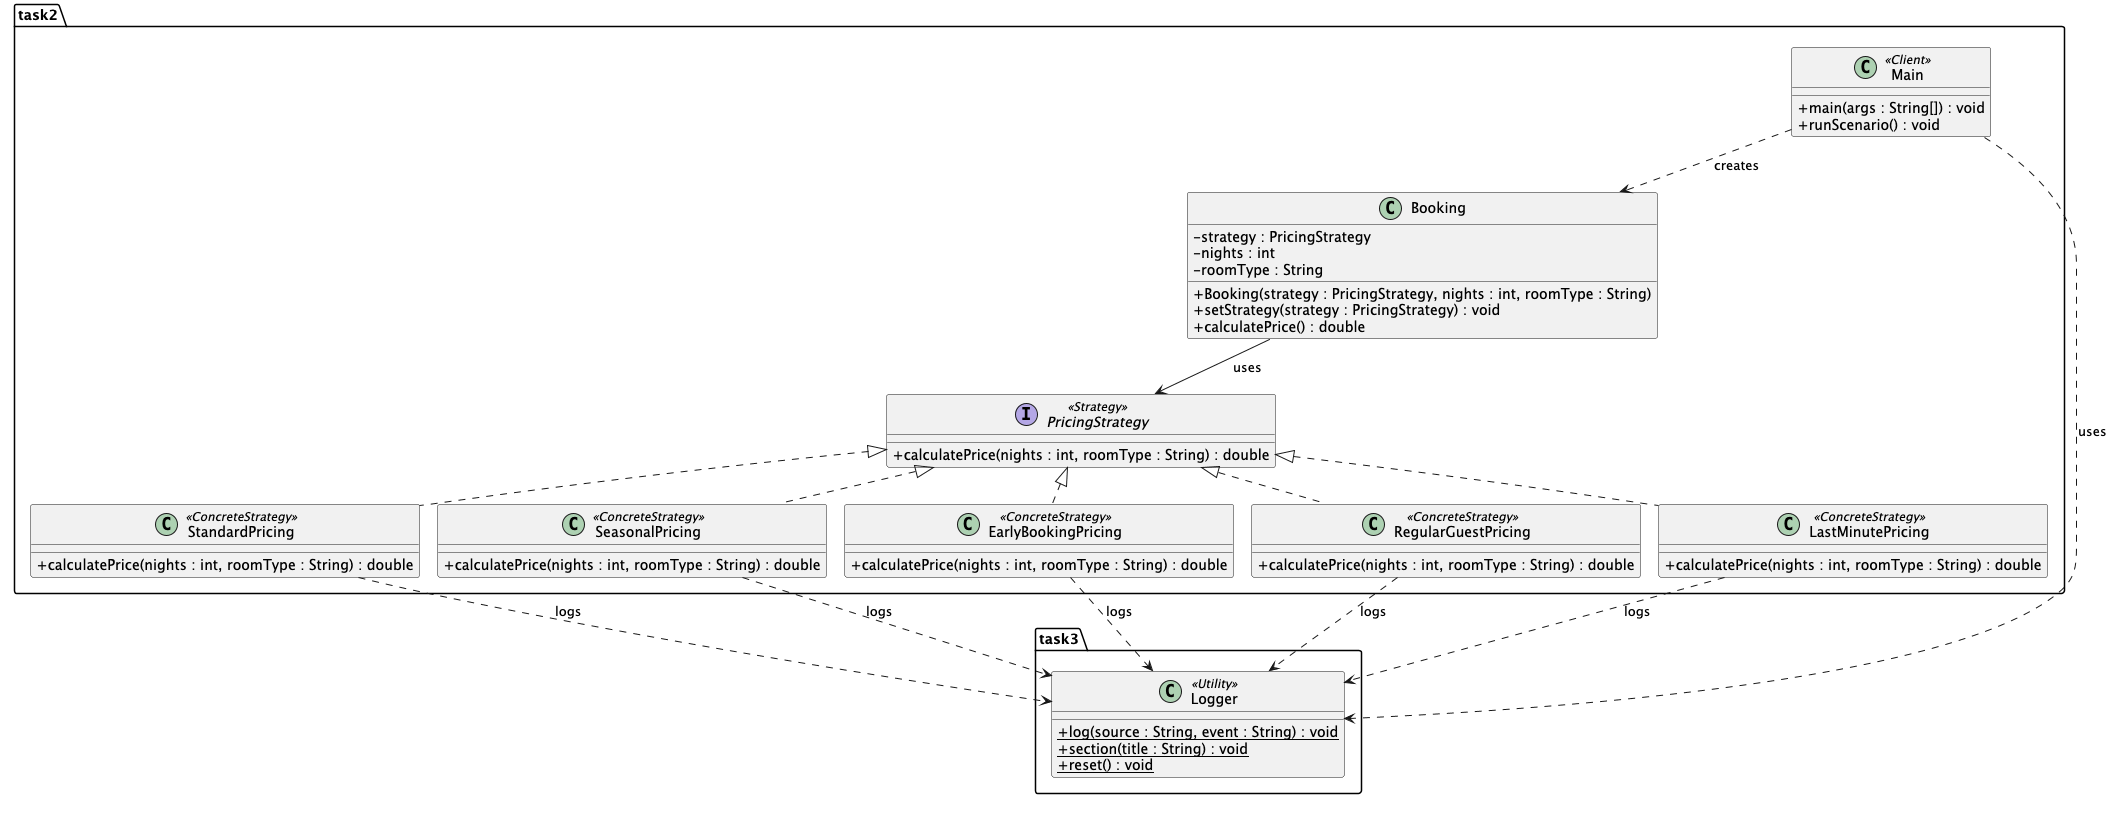 task2
C
«Client»
Main
+main(args : String[]) : void
+runScenario() : void
creates
C
Booking
-strategy : PricingStrategy
-nights : int
-roomType : String
+Booking(strategy : PricingStrategy, nights : int, roomType : String)
+setStrategy(strategy : PricingStrategy) : void
+calculatePrice() : double
uses
I
«Strategy»
PricingStrategy
+calculatePrice(nights : int, roomType : String) : double
uses
C
«ConcreteStrategy»
StandardPricing
+calculatePrice(nights : int, roomType : String) : double
C
«ConcreteStrategy»
SeasonalPricing
+calculatePrice(nights : int, roomType : String) : double
C
«ConcreteStrategy»
EarlyBookingPricing
+calculatePrice(nights : int, roomType : String) : double
C
«ConcreteStrategy»
RegularGuestPricing
+calculatePrice(nights : int, roomType : String) : double
C
«ConcreteStrategy»
LastMinutePricing
+calculatePrice(nights : int, roomType : String) : double
logs
logs
logs
logs
logs
task3
C
«Utility»
Logger
+log(source : String, event : String) : void
+section(title : String) : void
+reset() : void